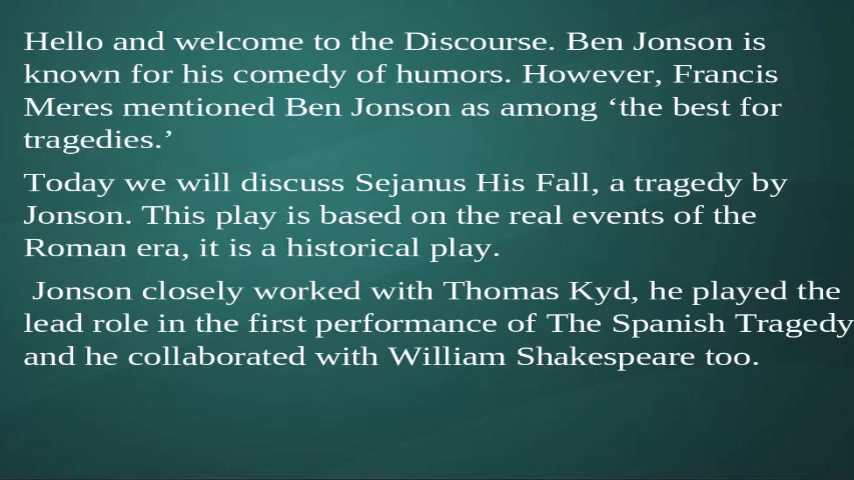 Hello and welcome to the Discourse. Ben Jonson is
known for his comedy of humors. However, Francis
Meres mentioned Ben Jonson as among ‘the best for
tragedies.’
Today we will discuss Sejanus His Fall, a tragedy by
Jonson. This play is based on the real events of the
Roman era, it is a historical play.
Jonson closely worked with Thomas Kyd, he played the
lead role in the first performance of The Spanish Tragedy
and he collaborated with William Shakespeare too.